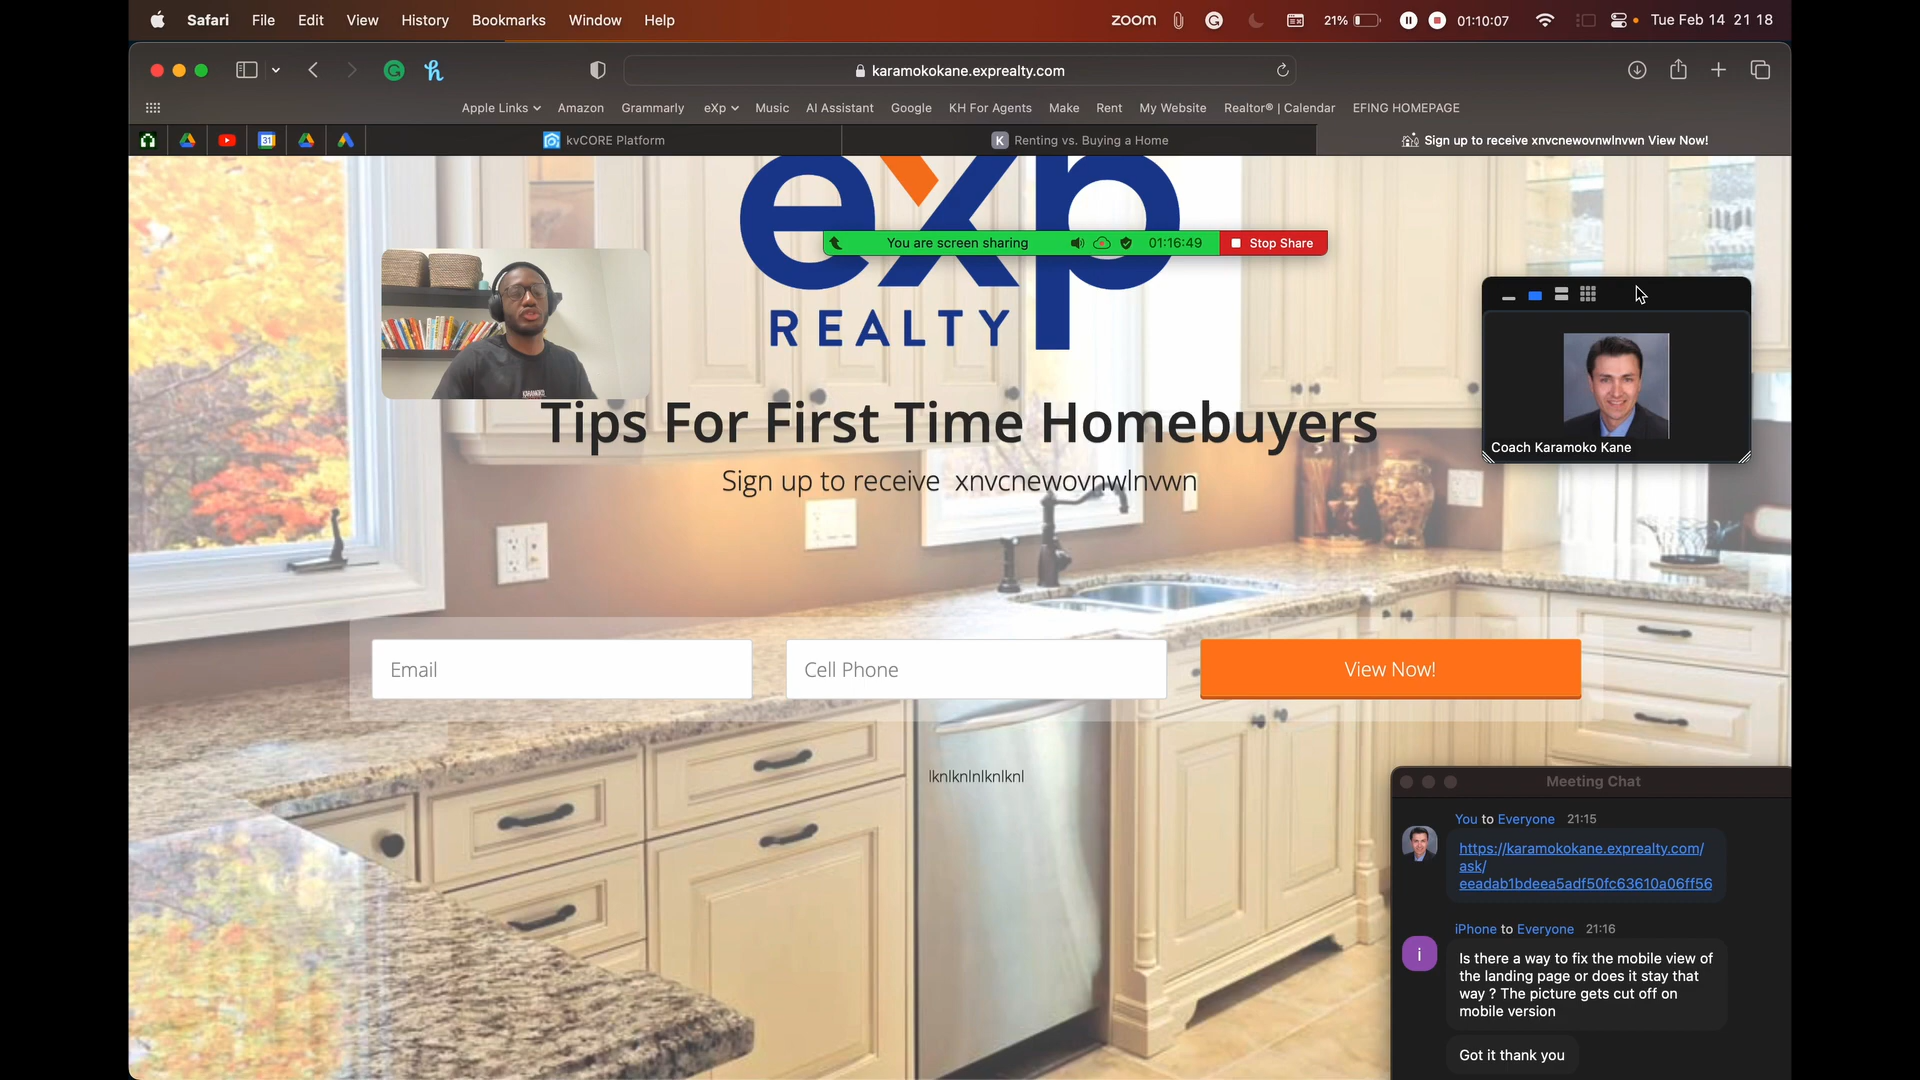 Safari File Edit View History Bookmarks Window Help
zoom 21% 01:10:07 Tue Feb 14 21 18
karamokokane.exprealty.com
Apple Links Amazon Grammarly eXp Music AI Assistant Google KH For Agents Make Rent My Website Realtor® | Calendar EFING HOMEPAGE
31 kvCORE Platform K Renting vs. Buying a Home Sign up to receive xnvcnewovnwlnvwn View Now!
exp
REALTY
You are screen sharing 01:16:49 Stop Share
Coach Karamoko Kane
Tips For First Time Homebuyers
Sign up to receive xnvcnewovnwlnvwn
Email Cell Phone View Now!
lknlknlnlknlknl
Meeting Chat
You to Everyone 21:15
https://karamokokane.exprealty.com/
ask/
eeadab1bdeea5adf50fc63610a06ff56
iPhone to Everyone 21:16
i
Is there a way to fix the mobile view of
the landing page or does it stay that
way ? The picture gets cut off on
mobile version
Got it thank you